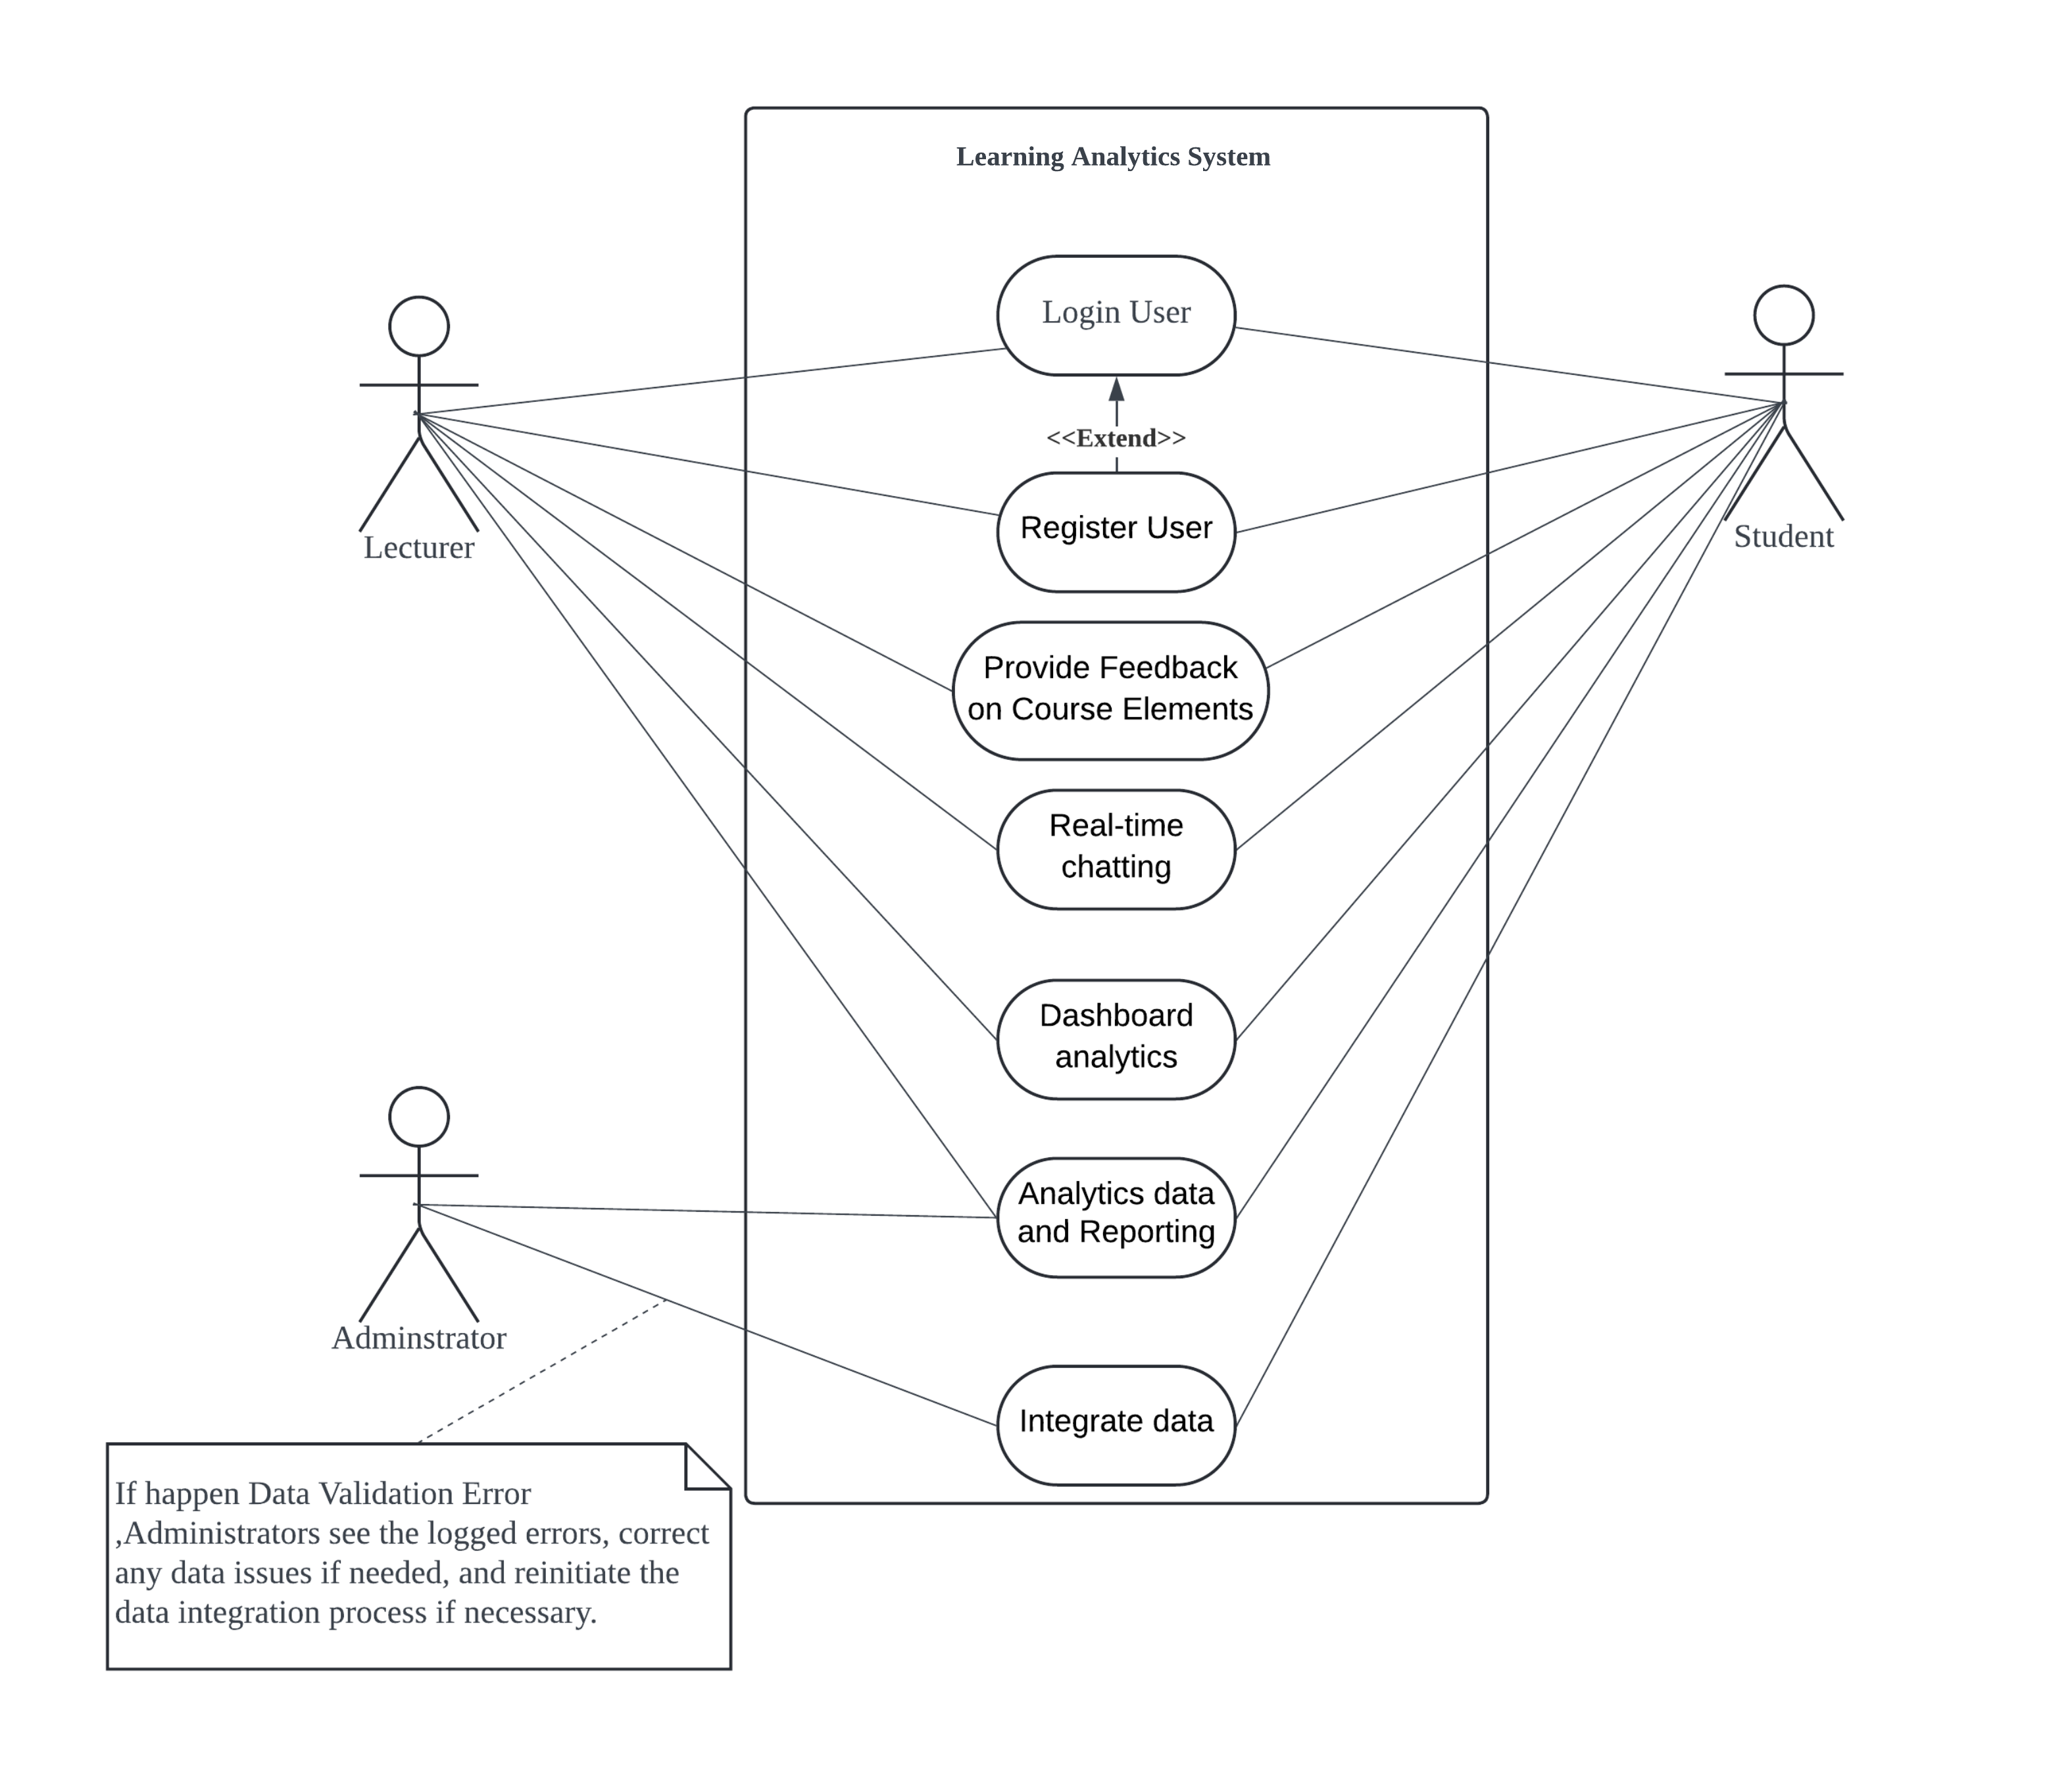 Learning Analytics System
Login User
<<Extend>>
Register User
Lecturer
Student
Provide Feedback
on Course Elements
Real-time
chatting
Dashboard
analytics
Analytics data
and Reporting
Adminstrator
Integrate data
If happen Data Validation Error
,Administrators see the logged errors, correct
any data issues if needed, and reinitiate the
data integration process if necessary.